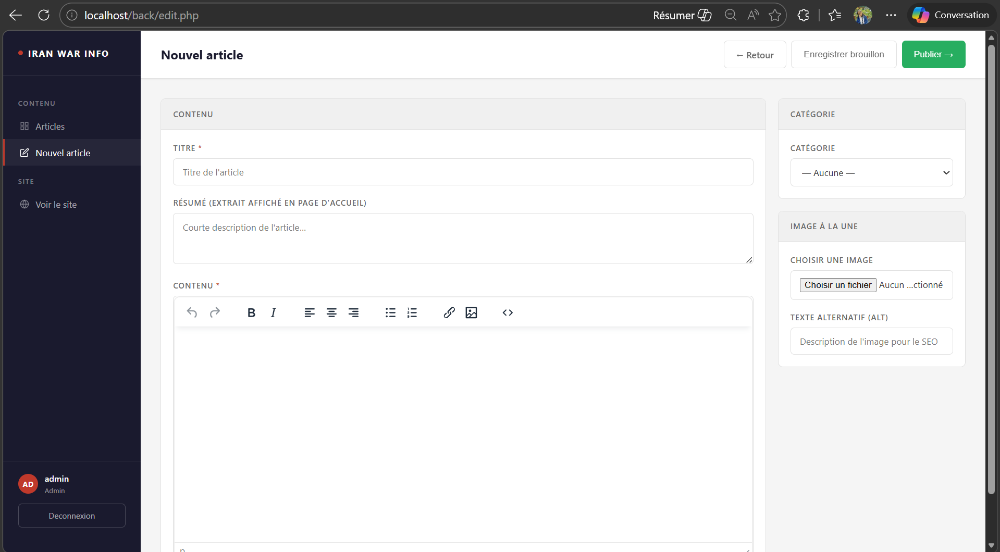 localhost/back/edit.php
Résumer
Conversation
IRAN WAR INFO
CONTENU
Articles
Nouvel article
SITE
Voir le site
AD
admin
Admin
Deconnexion
Nouvel article
← Retour
Enregistrer brouillon
Publier →
CONTENU
TITRE *
Titre de l'article
RÉSUMÉ (EXTRAIT AFFICHÉ EN PAGE D'ACCUEIL)
Courte description de l'article...
CONTENU *
B I
CATÉGORIE
CATÉGORIE
— Aucune —
IMAGE À LA UNE
CHOISIR UNE IMAGE
Choisir un fichier Aucun ...ctionné
TEXTE ALTERNATIF (ALT)
Description de l'image pour le SEO